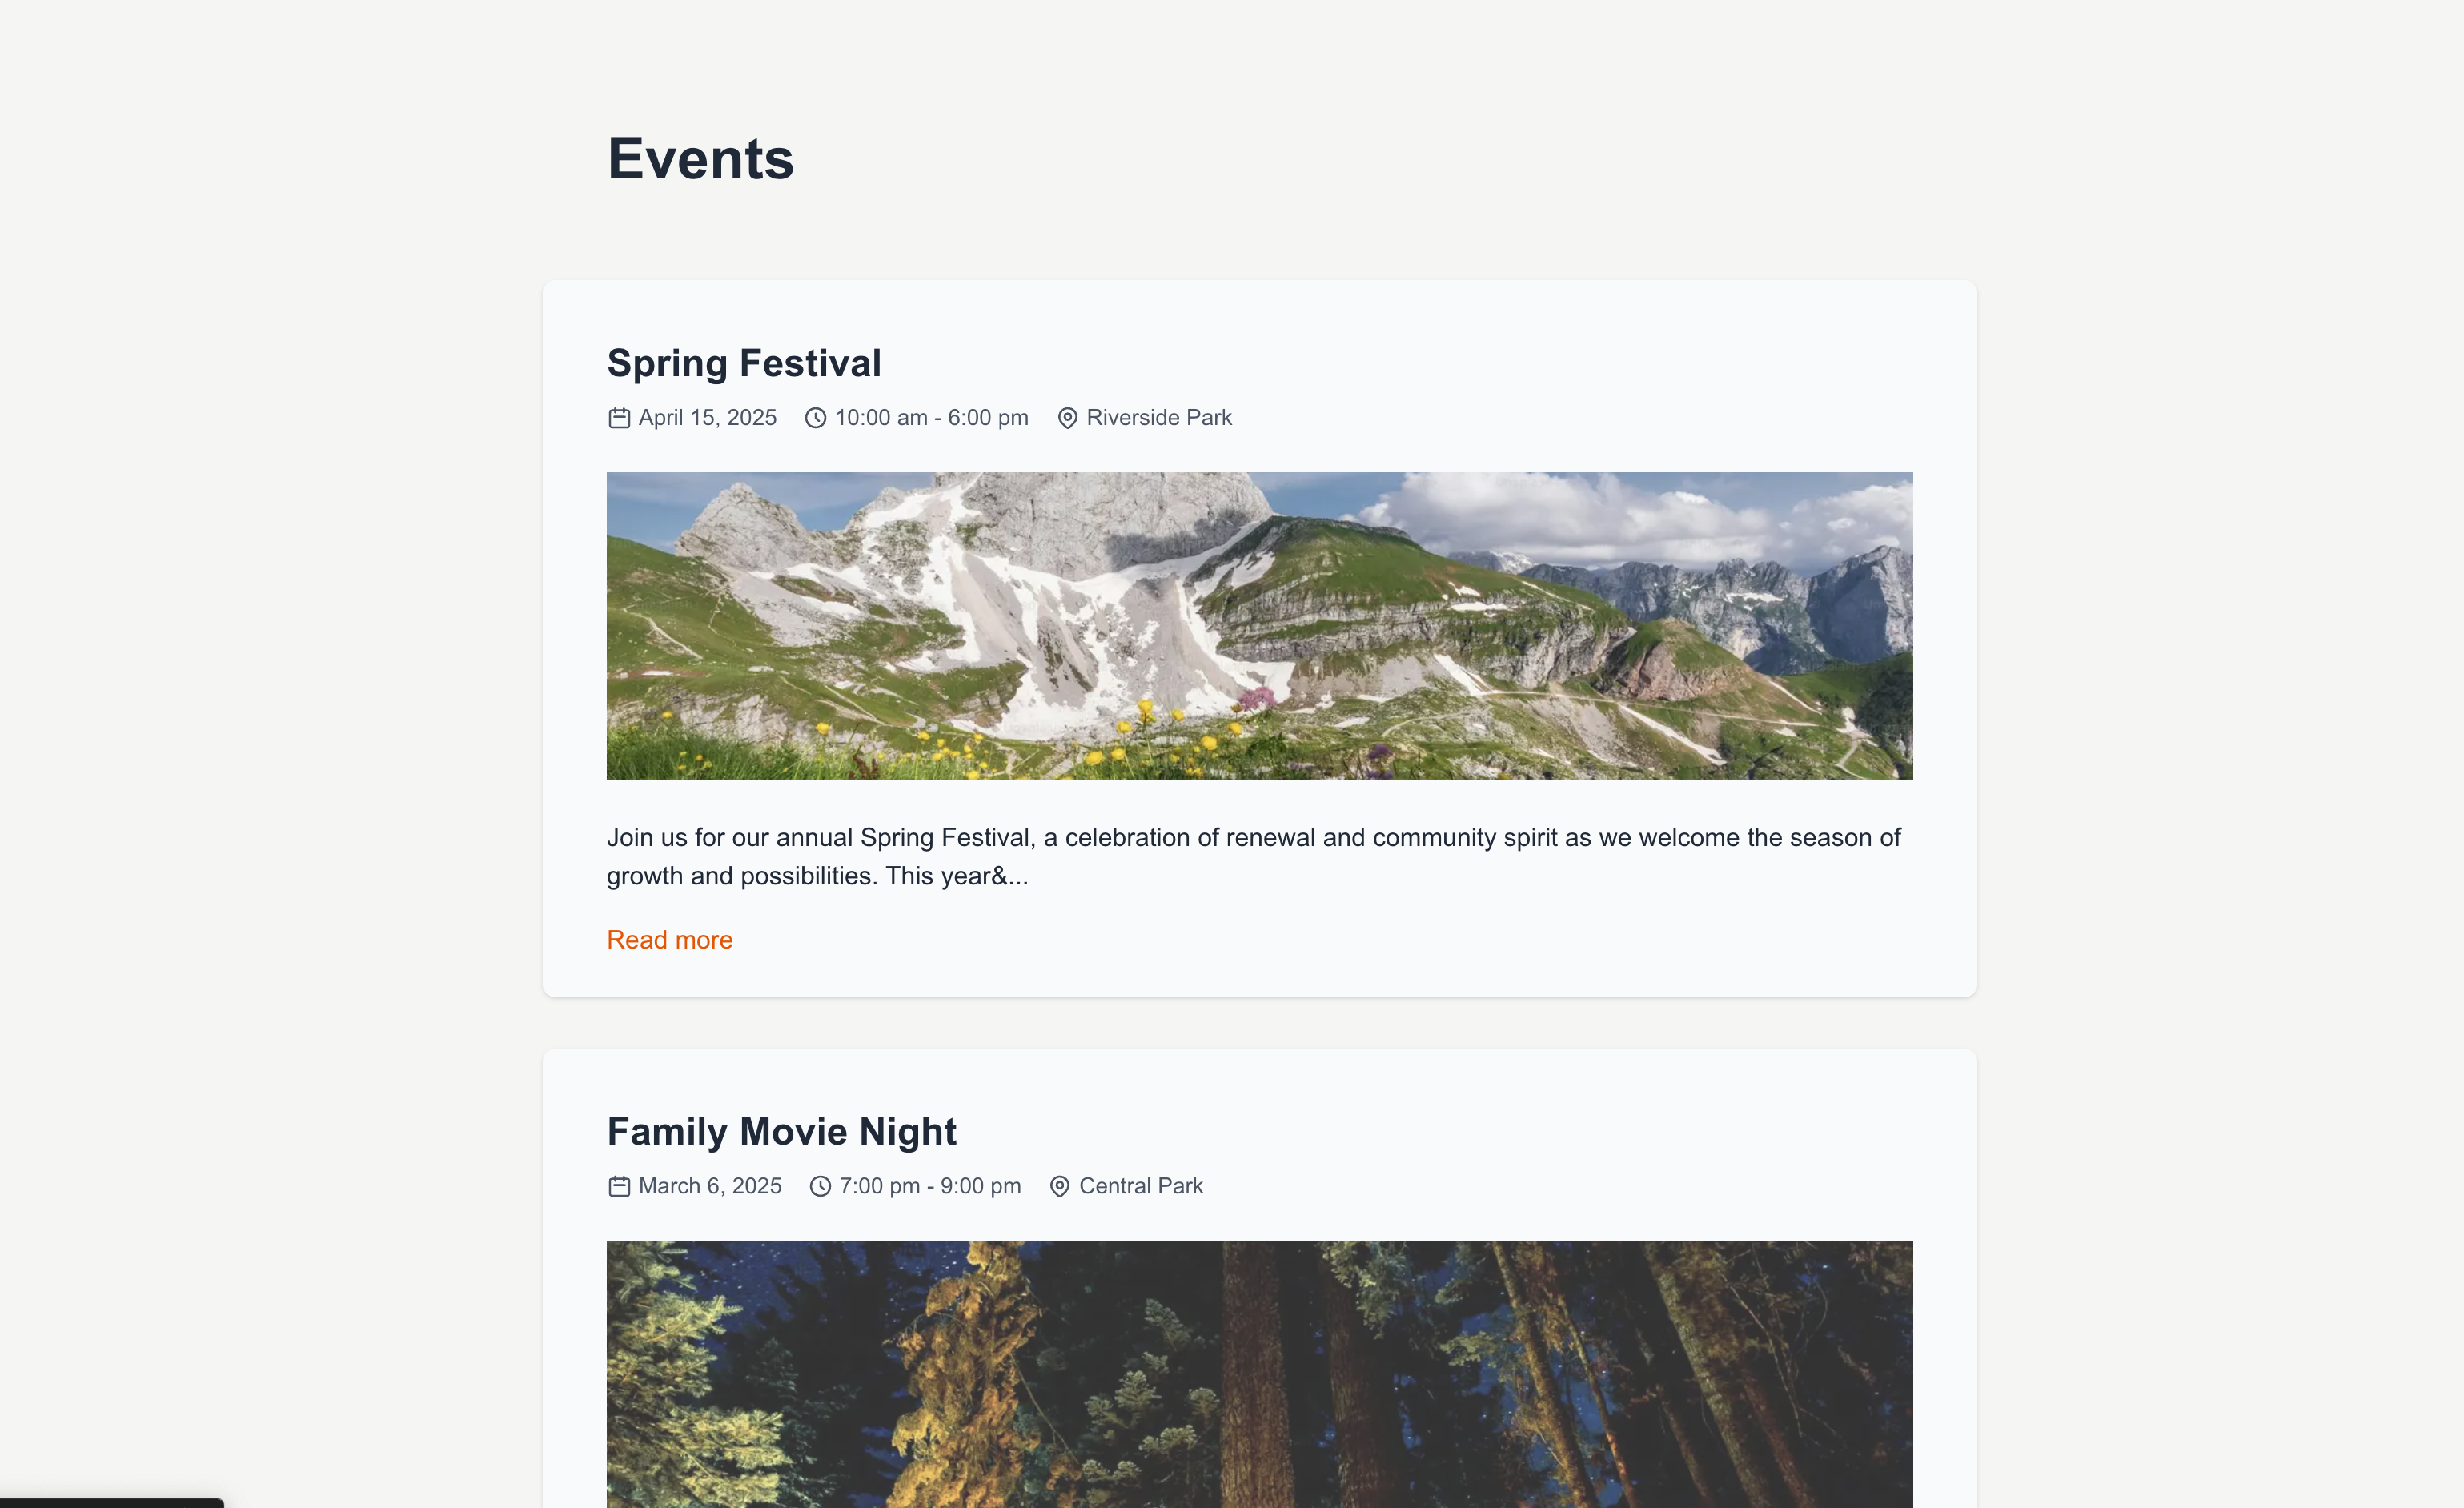 Events
Spring Festival
April 15, 2025 10:00 am - 6:00 pm Riverside Park
Join us for our annual Spring Festival, a celebration of renewal and community spirit as we welcome the season of
growth and possibilities. This year&...
Read more
Family Movie Night
March 6, 2025 7:00 pm - 9:00 pm Central Park